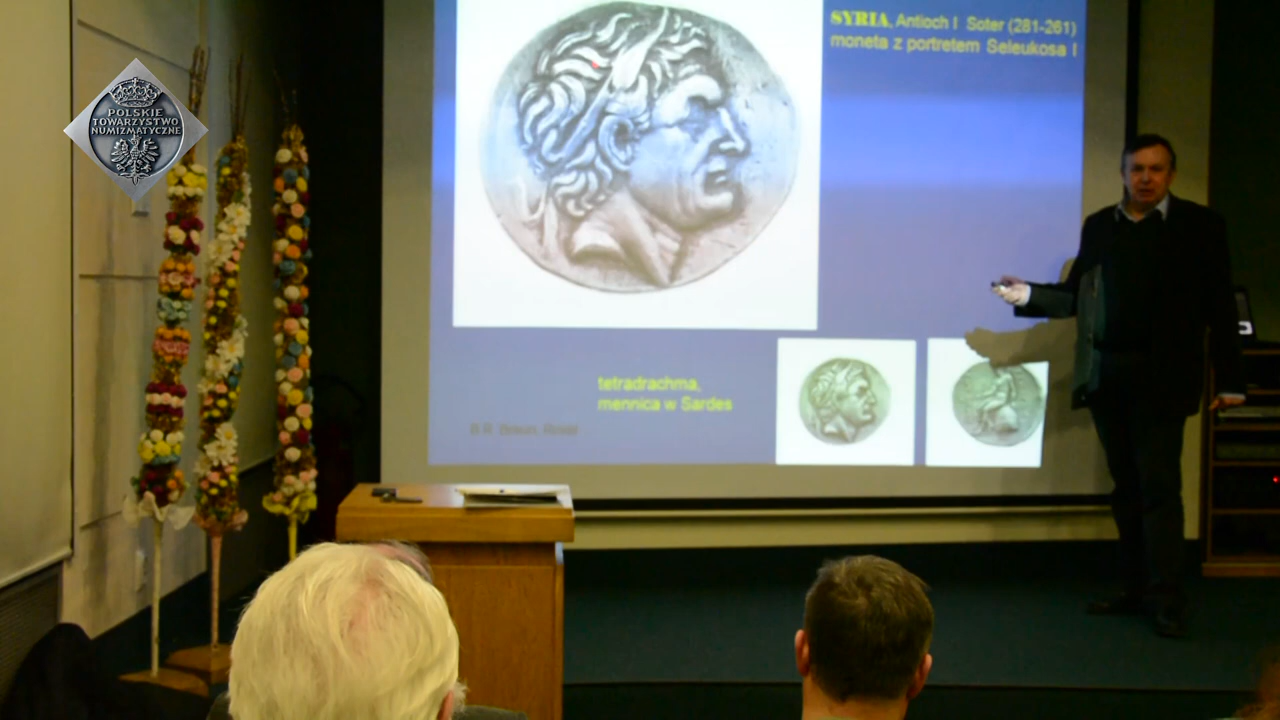 POLSKIE
TOWARZYSTWO
NUMIZMATYCZNE
SYRIA, Antioch I Soter (281-261)
moneta z portretem Seleukosa I
tetradrachma,
mennica w Sardes